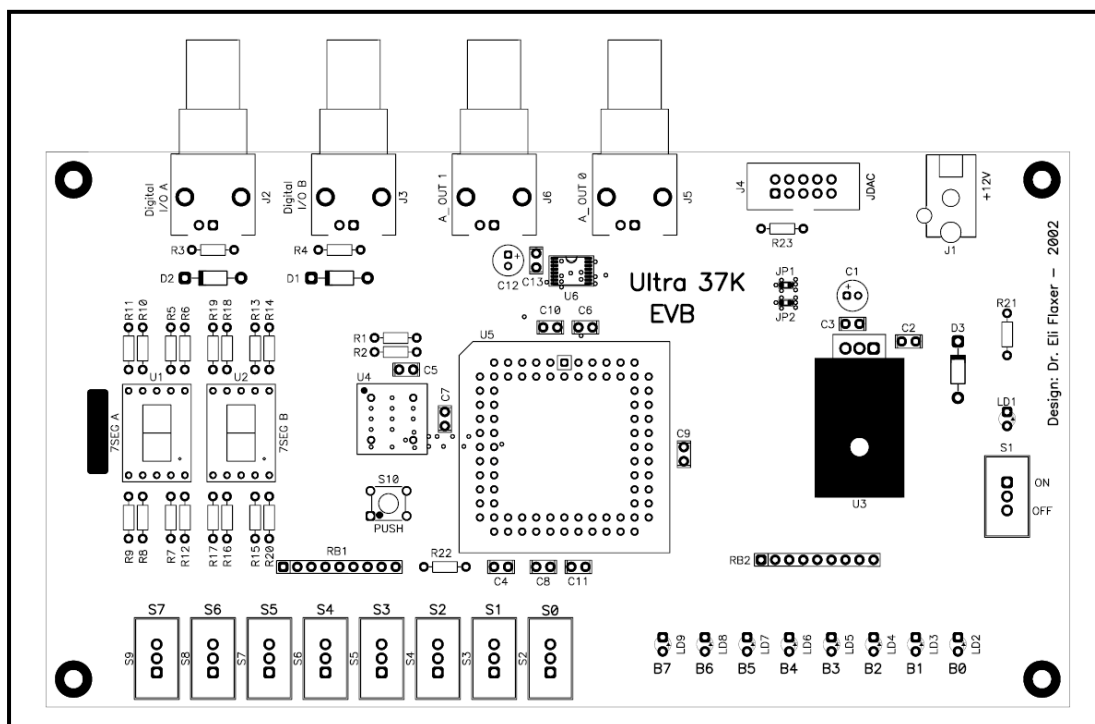 Digital
I/O A
J2
Digital
I/O B
J3
A_OUT 1
J6
A_OUT 0
J5
J4
JDAC
+12V
J1
R3
R4
R23
D2
D1
C12
C13
U6
Ultra 37K
EVB
JP1
JP2
C1
C3
C2
D3
R21
Design: Dr. Eli Flaxer – 2002
R11
R10
R5
R6
R19
R18
R13
R14
C10
C6
R1
R2
U5
C5
U1
U2
U4
C7
7SEG A
7SEG B
C9
LD1
S1
ON
OFF
U3
S10
PUSH
R9
R8
R7
R12
R17
R16
R15
R20
RB1
R22
C4
C8
C11
RB2
S7 S6 S5 S4 S3 S2 S1 S0
S9 S8 S7 S6 S5 S4 S3 S2
LD9 LD8 LD7 LD6 LD5 LD4 LD3 LD2
B7 B6 B5 B4 B3 B2 B1 B0